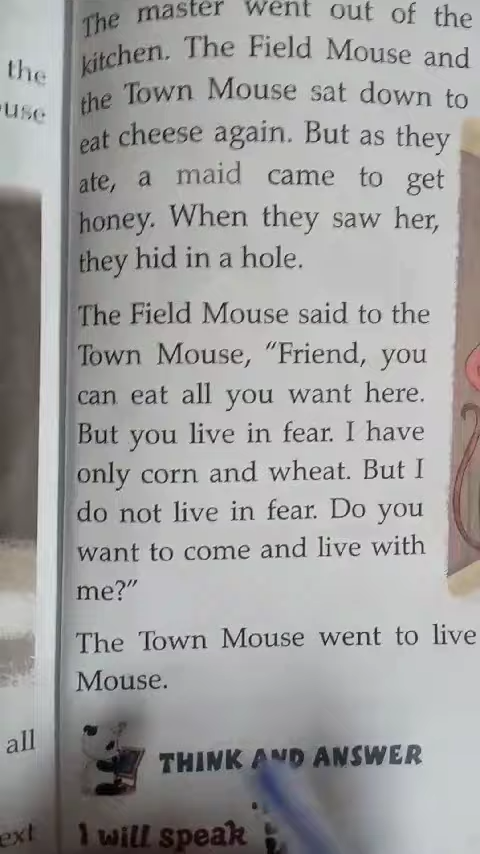 the
use
all
ext
The master went out of the
kitchen. The Field Mouse and
the Town Mouse sat down to
eat cheese again. But as they
ate, a maid came to get
honey. When they saw her,
they hid in a hole.
The Field Mouse said to the
Town Mouse, “Friend, you
can eat all you want here.
But you live in fear. I have
only corn and wheat. But I
do not live in fear. Do you
want to come and live with
me?”
The Town Mouse went to live
Mouse.
THINK AND ANSWER
I will speak